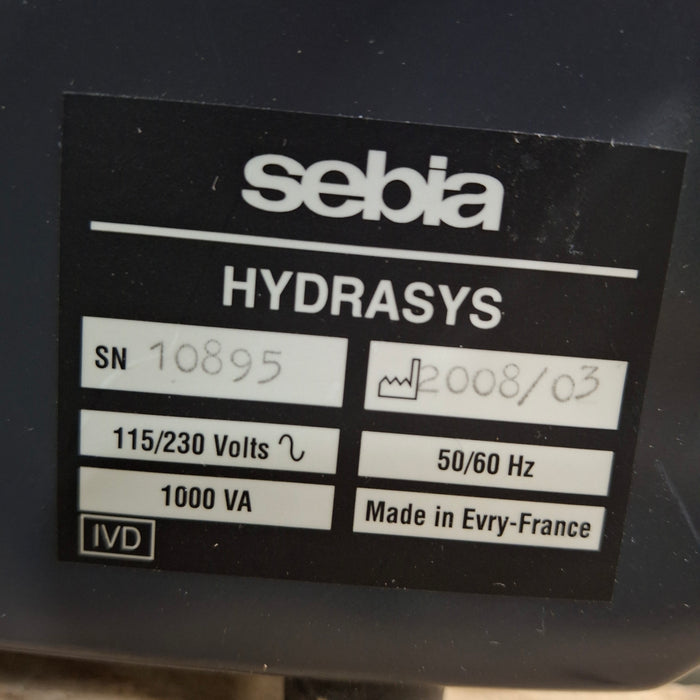 sebia
HYDRASYS
SN 10895
2008/03
115/230 Volts ∿
50/60 Hz
1000 VA
Made in Evry-France
IVD